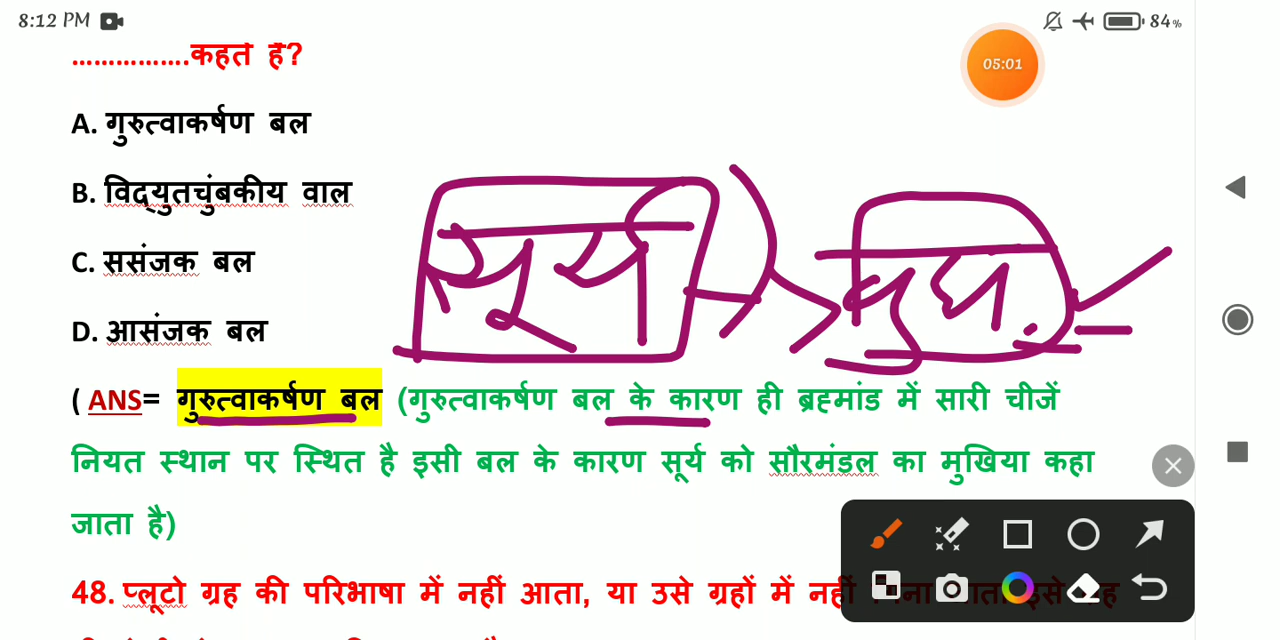 8:12 PM 84%
................कहते हैं?
05:01
A. गुरुत्वाकर्षण बल
B. विद्युतचुंबकीय वाल
C. ससंजक बल
D. आसंजक बल
सूर्य बुध
( ANS= गुरुत्वाकर्षण बल (गुरुत्वाकर्षण बल के कारण ही ब्रह्मांड में सारी चीजें
नियत स्थान पर स्थित है इसी बल के कारण सूर्य को सौरमंडल का मुखिया कहा
जाता है)
48. प्लूटो ग्रह की परिभाषा में नहीं आता, या उसे ग्रहों में नहीं